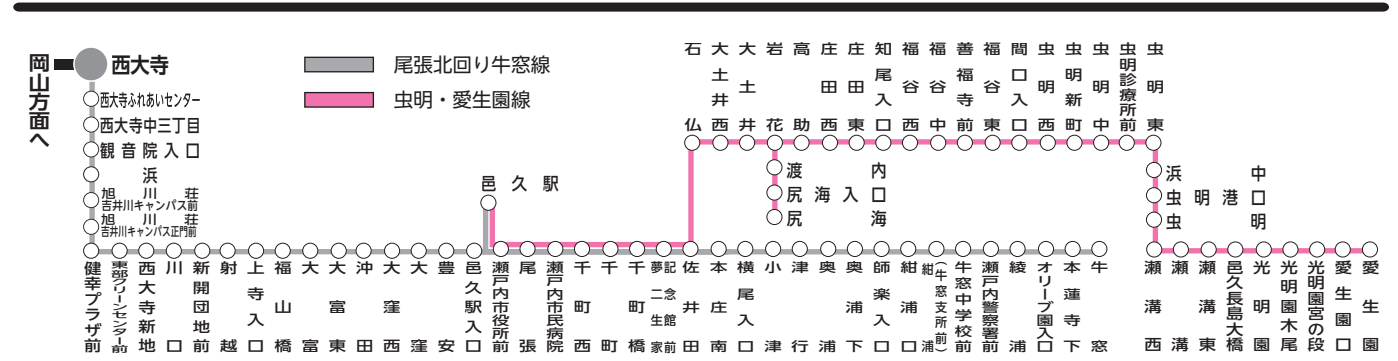 岡山方面へ
西大寺
尾張北回り牛窓線
虫明・愛生園線
西大寺ふれあいセンター
西大寺中三丁目
観音院入口
浜
旭川荘
吉井川キャンパス前
旭川荘
吉井川キャンパス正門前
健幸プラザ前
東部クリーンセンター前
西大寺新地
川口
新開団地前
射越
上寺入口
福山橋
大富
大富東
沖田
大窪西
大窪
豊安
邑久駅入口
邑久駅
瀬戸内市役所前
尾張
瀬戸内市民病院
千町西
千町
千町橋
夢二生家
記念館前
佐井田
本庄南
横尾入口
小津
津行
奥浦
奥浦下
師楽入口
紺浦口
紺浦
(牛窓支所前)
牛窓中学校前
瀬戸内警察署前
綾浦
オリーブ園入口
本蓮寺下
牛窓
石仏
大土井西
大土井
岩花
高助
庄田西
庄田東
知尾入口
福谷西
福谷中
善福寺前
福谷東
間口入口
虫明西
虫明新町
虫明中
虫明診療所前
虫明東
渡内
尻海入口
尻海
浜中
虫明港口
虫明
瀬溝西
瀬溝
瀬溝東
邑久長島大橋
光明園
光明園木尾
光明園宮の段
愛生園口
愛生園